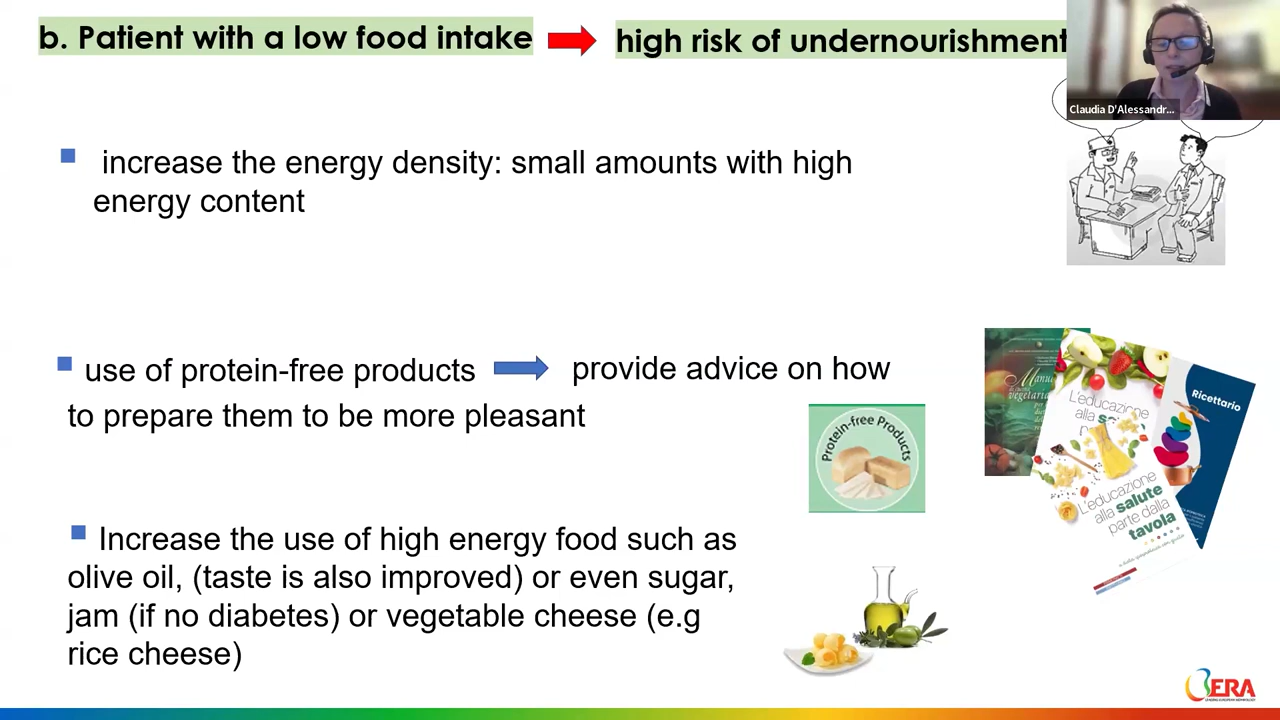 b. Patient with a low food intake
high risk of undernourishment
Claudia D'Alessandr...
increase the energy density: small amounts with high
energy content
use of protein-free products
provide advice on how
to prepare them to be more pleasant
Protein-free Products
Ricettario
L'educazione
alla
L'educazione
alla salute
parte dalla
tavola
Increase the use of high energy food such as
olive oil, (taste is also improved) or even sugar,
jam (if no diabetes) or vegetable cheese (e.g
rice cheese)
ERA